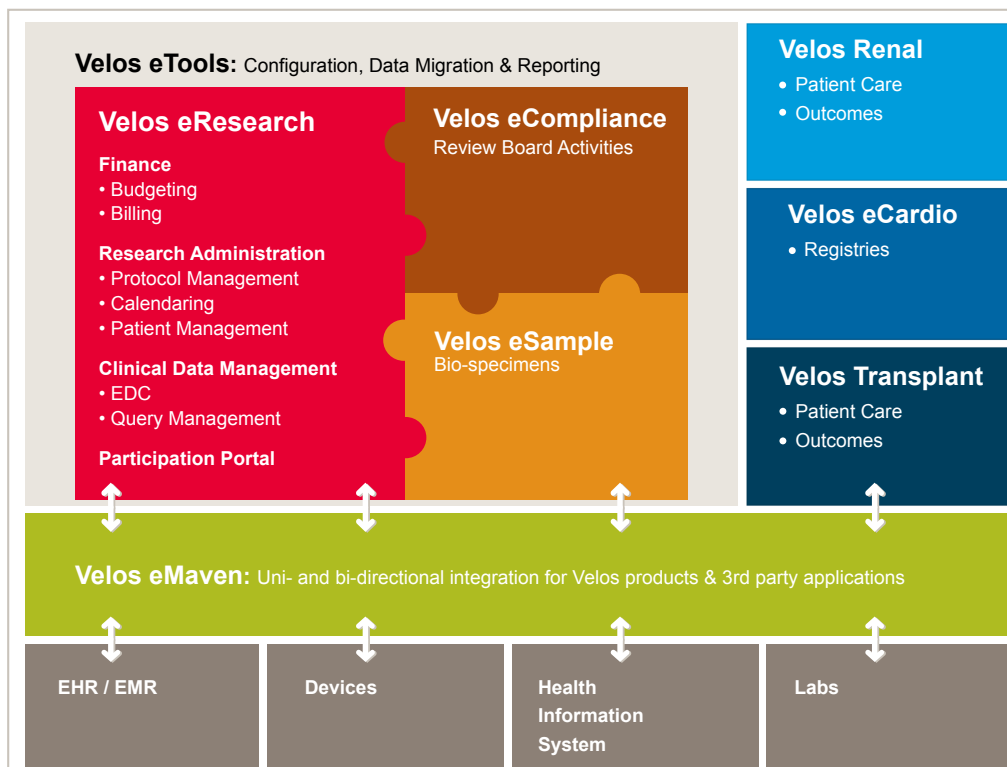 Velos eTools: Configuration, Data Migration & Reporting
Velos eResearch
Finance
• Budgeting
• Billing
Research Administration
• Protocol Management
• Calendaring
• Patient Management
Clinical Data Management
• EDC
• Query Management
Participation Portal
Velos eCompliance
Review Board Activities
Velos eSample
Bio-specimens
Velos Renal
• Patient Care
• Outcomes
Velos eCardio
• Registries
Velos Transplant
• Patient Care
• Outcomes
Velos eMaven: Uni- and bi-directional integration for Velos products & 3rd party applications
EHR / EMR
Devices
Health
Information
System
Labs